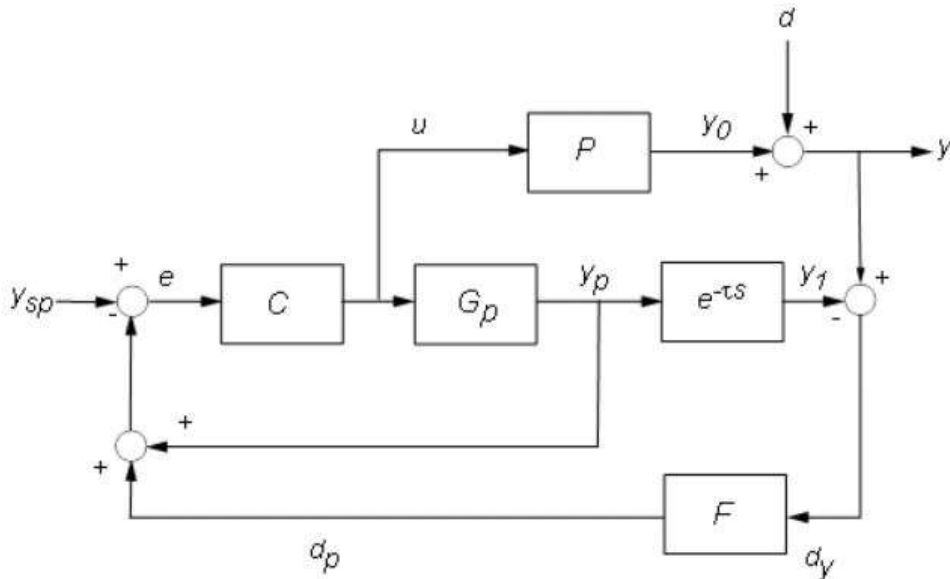 d
u
P
y0
+
+
y
+
ysp
-
e
C
Gp
yp
e-τs
y1
+
-
+
+
F
dp
dy